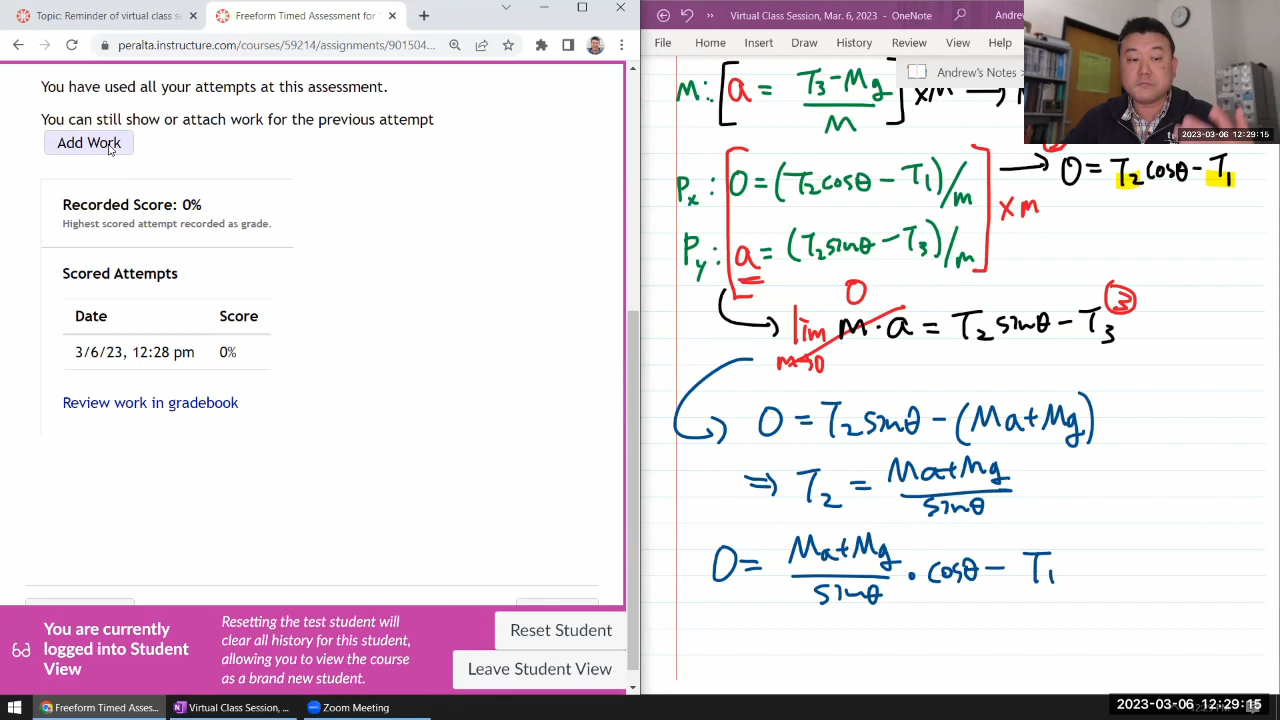 Topic: Reminder of virtual class se
Freeform Timed Assessment for
peralta.instructure.com/courses/59214/assignments/901504...
You have used all your attempts at this assessment.
You can still show or attach work for the previous attempt
Add Work
Recorded Score: 0%
Highest scored attempt recorded as grade.
Scored Attempts
Date Score
3/6/23, 12:28 pm 0%
Review work in gradebook
You are currently
logged into Student
View
Resetting the test student will
clear all history for this student,
allowing you to view the course
as a brand new student.
Reset Student
Leave Student View
Virtual Class Session, Mar. 6, 2023 - OneNote
Andre
File Home Insert Draw History Review View Help
Andrew's Notes >
M: [a = (T₃ - Mg)/M] ×M →
Pₓ: 0 = (T₂cosθ - T₁)/m → 0 = T₂cosθ - T₁
×m
Pᵧ: a = (T₂sinθ - T₃)/m
0
lim m→0 m·a = T₂sinθ - T₃ ③
0 = T₂sinθ - (Ma+Mg)
⇒ T₂ = (Ma+Mg)/sinθ
0 = (Ma+Mg)/sinθ · cosθ - T₁
2023-03-06 12:29:15
Freeform Timed Asses...
Virtual Class Session, ...
Zoom Meeting
2023-03-06 12:29:15